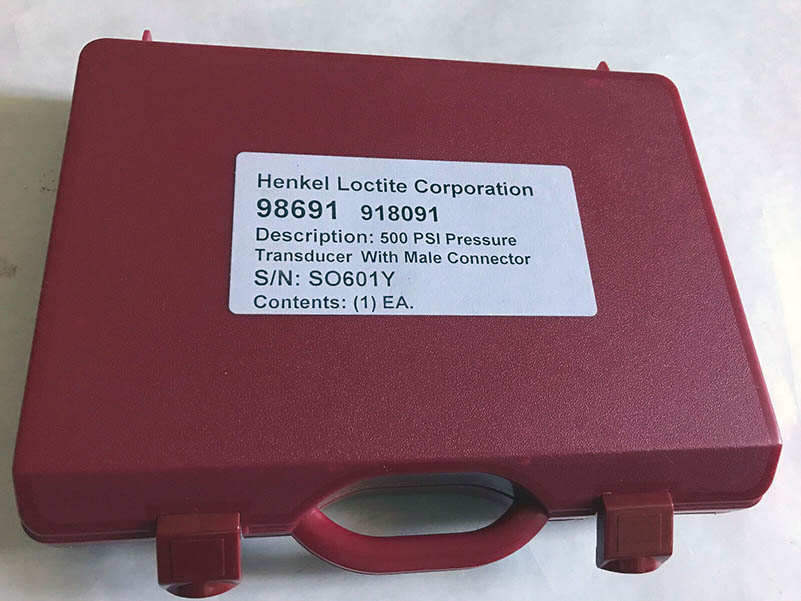 Henkel Loctite Corporation
98691 918091
Description: 500 PSI Pressure
Transducer With Male Connector
S/N: SO601Y
Contents: (1) EA.